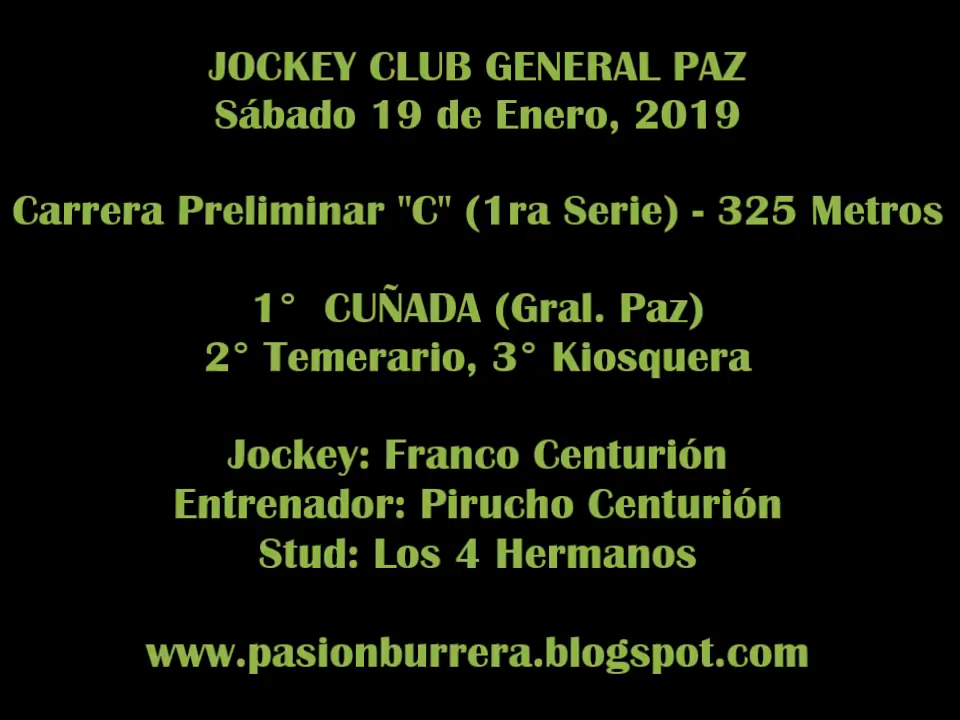 JOCKEY CLUB GENERAL PAZ
Sábado 19 de Enero, 2019
Carrera Preliminar "C" (1ra Serie) - 325 Metros
1° CUÑADA (Gral. Paz)
2° Temerario, 3° Kiosquera
Jockey: Franco Centurión
Entrenador: Pirucho Centurión
Stud: Los 4 Hermanos
www.pasionburrera.blogspot.com